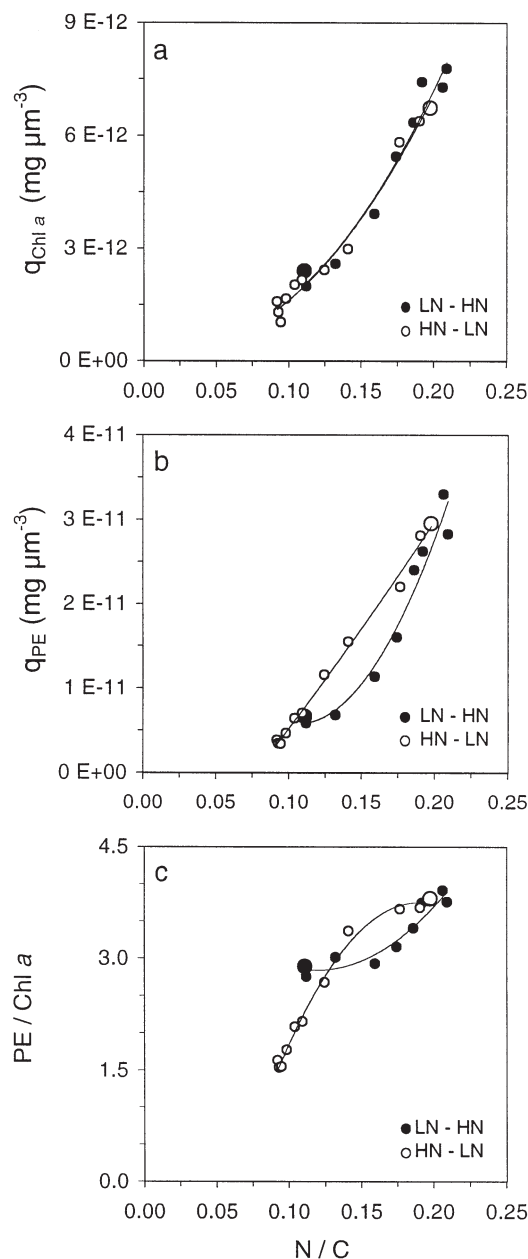 a
9 E-12
6 E-12
3 E-12
0 E+00
qChl a (mg μm-3)
LN - HN
HN - LN
0.00 0.05 0.10 0.15 0.20 0.25
b
4 E-11
3 E-11
2 E-11
1 E-11
0 E+00
qPE (mg μm-3)
LN - HN
HN - LN
0.00 0.05 0.10 0.15 0.20 0.25
c
4.5
3.0
1.5
0.0
PE / Chl a
LN - HN
HN - LN
0.00 0.05 0.10 0.15 0.20 0.25
N / C